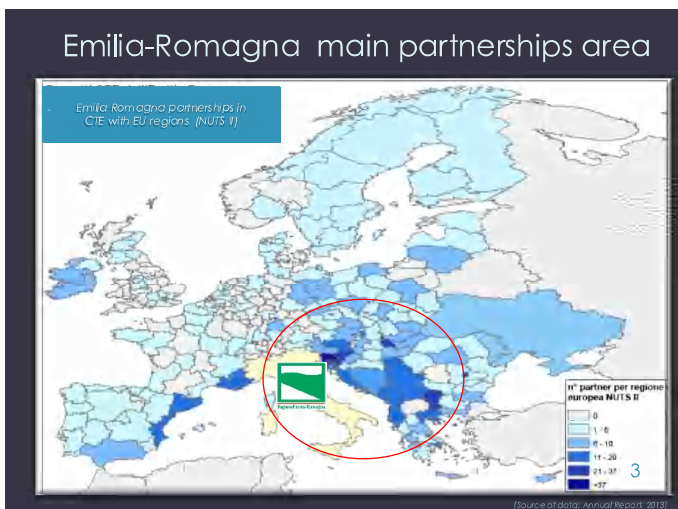 Emilia-Romagna main partnerships area
Emilia Romagna partnerships in
CTE with EU regions (NUTS II)
RegioneEmilia-Romagna
n° partner per regione
europea NUTS II
0
1 - 5
6 - 10
11 - 20
21 - 37
>37
3
(Source of data: Annual Report 2013)